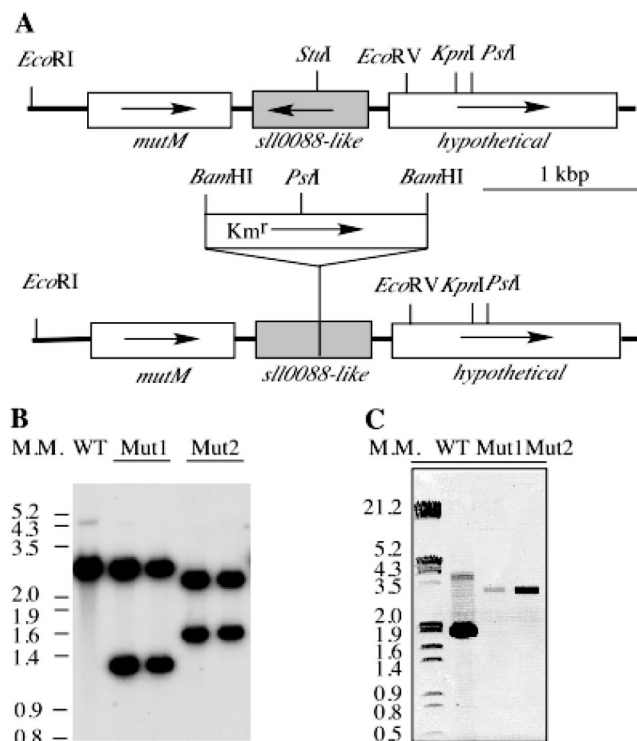 A
EcoRI StuI EcoRV KpnI PstI
mutM sll0088-like hypothetical
BamHI PstI BamHI 1 kbp
Kmr
EcoRI EcoRV KpnI PstI
mutM sll0088-like hypothetical
B
M.M. WT Mut1 Mut2
5.2
4.3
3.5
2.0
1.9
1.6
1.4
0.9
0.8
C
M.M. WT Mut1 Mut2
21.2
5.2
4.3
3.5
2.0
1.9
1.6
1.4
0.9
0.8
0.5